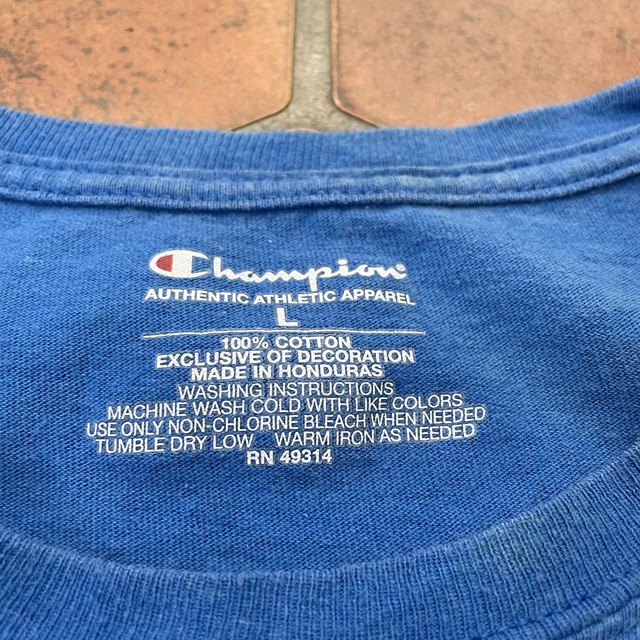 Champion
AUTHENTIC ATHLETIC APPAREL
L
100% COTTON
EXCLUSIVE OF DECORATION
MADE IN HONDURAS
WASHING INSTRUCTIONS
MACHINE WASH COLD WITH LIKE COLORS
USE ONLY NON-CHLORINE BLEACH WHEN NEEDED
TUMBLE DRY LOW WARM IRON AS NEEDED
RN 49314